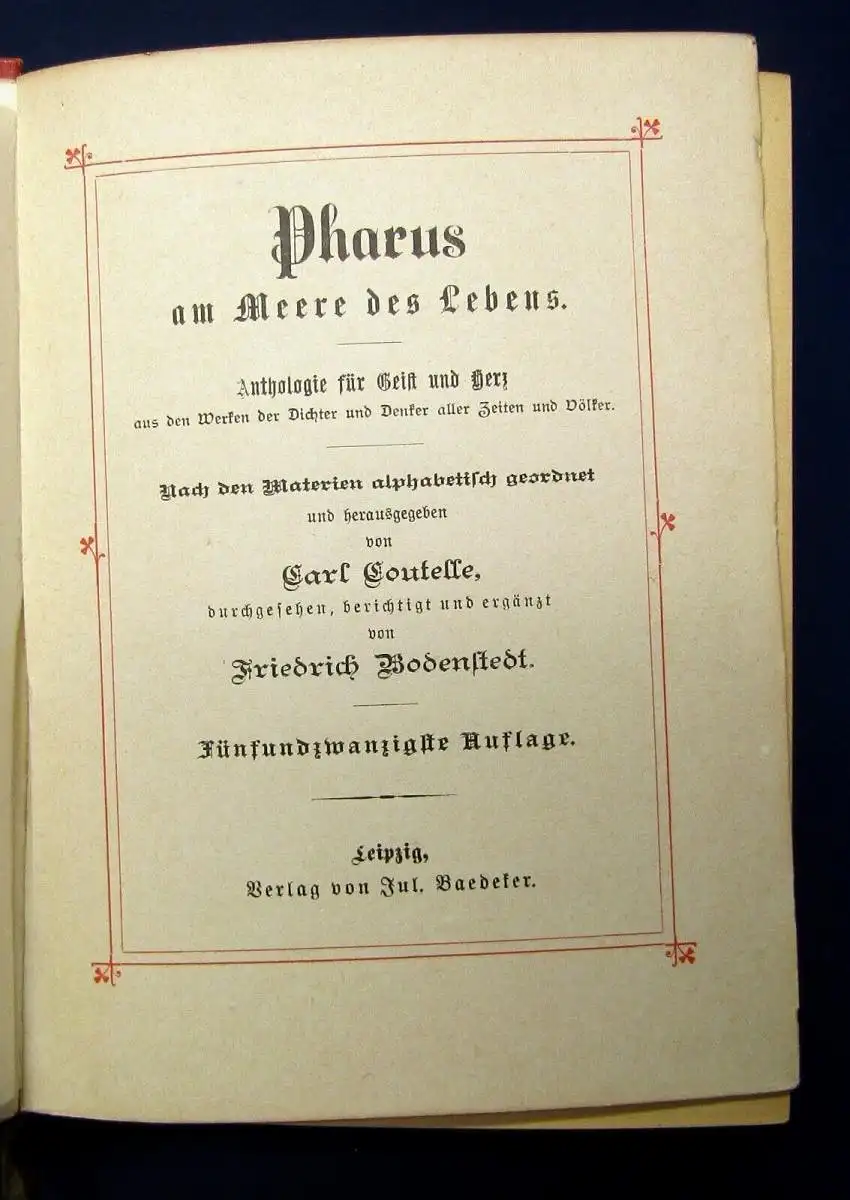 Pharus
am Meere des Lebens.
Anthologie für Geist und Herz
aus den Werken der Dichter und Denker aller Zeiten und Völker.
Nach den Materien alphabetisch geordnet
und herausgegeben
von
Carl Coutelle,
durchgesehen, berichtigt und ergänzt
von
Friedrich Bodenstedt.
Fünfundzwanzigste Auflage.
Leipzig,
Verlag von Jul. Baedeker.